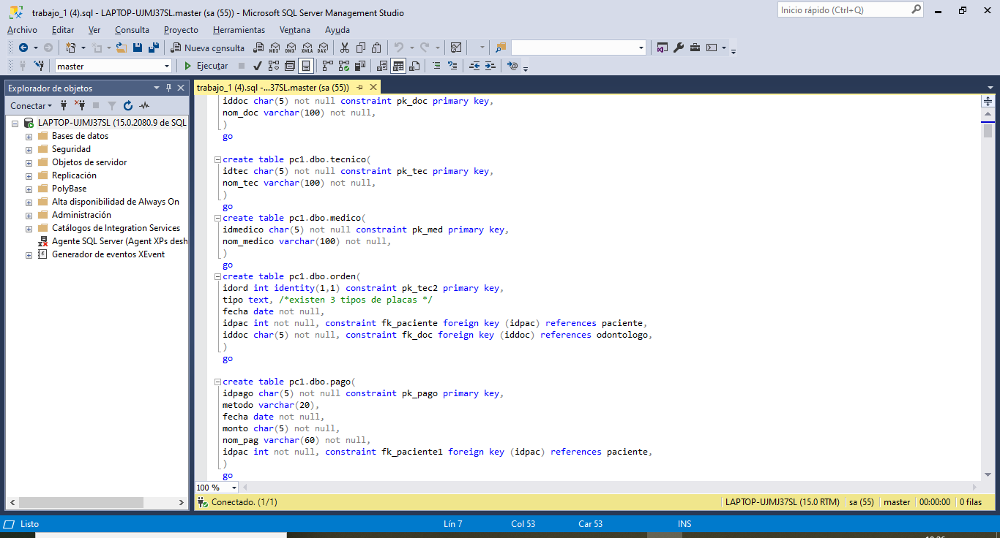 trabajo_1 (4).sql - LAPTOP-UJMJ37SL.master (sa (55)) - Microsoft SQL Server Management Studio
Inicio rápido (Ctrl+Q)
Archivo Editar Ver Consulta Proyecto Herramientas Ventana Ayuda
Nueva consulta MDX DMX XMLA DAX
master Ejecutar
Explorador de objetos
Conectar
LAPTOP-UJMJ37SL (15.0.2080.9 de SQL
Bases de datos
Seguridad
Objetos de servidor
Replicación
PolyBase
Alta disponibilidad de Always On
Administración
Catálogos de Integration Services
Agente SQL Server (Agent XPs desh
Generador de eventos XEvent
trabajo_1 (4).sql -...37SL.master (sa (55))
iddoc char(5) not null constraint pk_doc primary key,
nom_doc varchar(100) not null,
)
go
create table pc1.dbo.tecnico(
idtec char(5) not null constraint pk_tec primary key,
nom_tec varchar(100) not null,
)
go
create table pc1.dbo.medico(
idmedico char(5) not null constraint pk_med primary key,
nom_medico varchar(100) not null,
)
go
create table pc1.dbo.orden(
idord int identity(1,1) constraint pk_tec2 primary key,
tipo text, /*existen 3 tipos de placas */
fecha date not null,
idpac int not null, constraint fk_paciente foreign key (idpac) references paciente,
iddoc char(5) not null, constraint fk_doc foreign key (iddoc) references odontologo,
)
go
create table pc1.dbo.pago(
idpago char(5) not null constraint pk_pago primary key,
metodo varchar(20),
fecha date not null,
monto char(5) not null,
nom_pag varchar(60) not null,
idpac int not null, constraint fk_paciente1 foreign key (idpac) references paciente,
)
go
100 %
Conectado. (1/1)
LAPTOP-UJMJ37SL (15.0 RTM) sa (55) master 00:00:00 0 filas
Listo Lín 7 Col 53 Car 53 INS